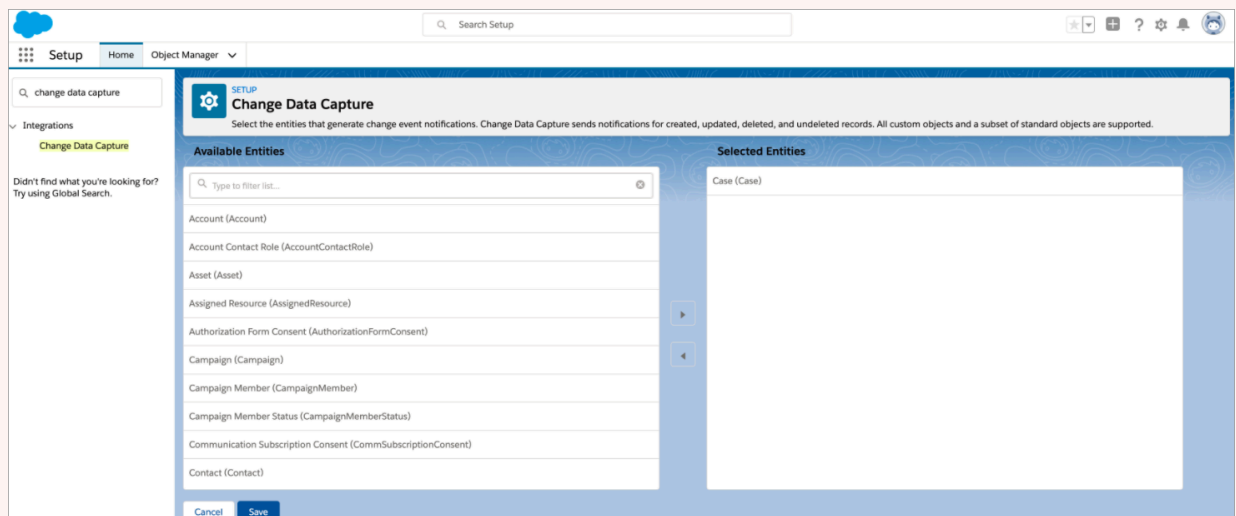 Search Setup
Setup
Home
Object Manager
change data capture
Integrations
Change Data Capture
Didn't find what you're looking for?
Try using Global Search.
SETUP
Change Data Capture
Select the entities that generate change event notifications. Change Data Capture sends notifications for created, updated, deleted, and undeleted records. All custom objects and a subset of standard objects are supported.
Available Entities
Type to filter list...
Account (Account)
Account Contact Role (AccountContactRole)
Asset (Asset)
Assigned Resource (AssignedResource)
Authorization Form Consent (AuthorizationFormConsent)
Campaign (Campaign)
Campaign Member (CampaignMember)
Campaign Member Status (CampaignMemberStatus)
Communication Subscription Consent (CommSubscriptionConsent)
Contact (Contact)
Selected Entities
Case (Case)
Cancel
Save